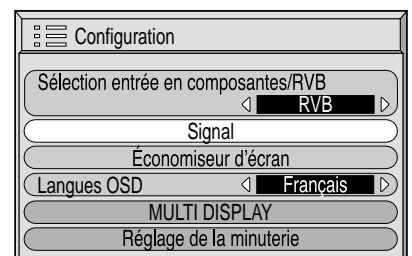 Configuration
Sélection entrée en composantes/RVB
RVB
Signal
Économiseur d'écran
Langues OSD Français
MULTI DISPLAY
Réglage de la minuterie